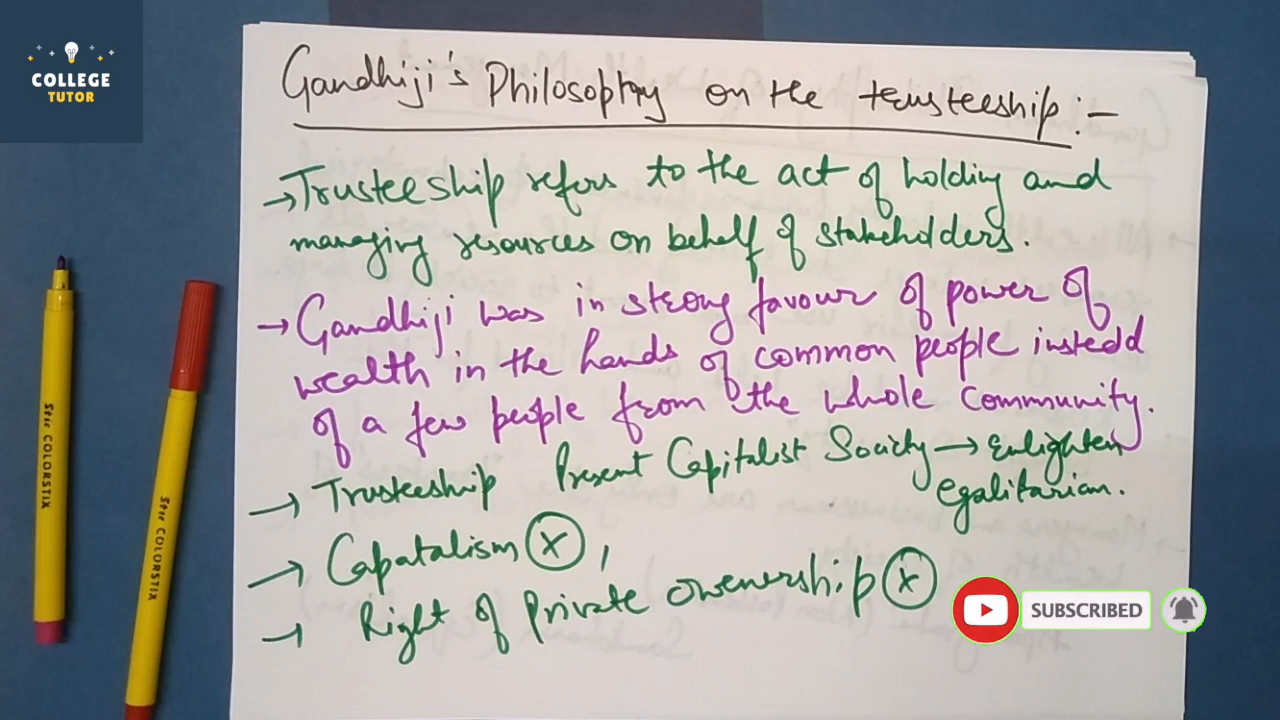 COLLEGE
TUTOR
Gandhiji's Philosophy on the trusteeship:-
→ Trusteeship refers to the act of holding and
managing resources on behalf of stakeholders.
→ Gandhiji was in strong favour of power of
wealth in the hands of common people instedd
of a few people from the whole community.
→ Trusteeship Present Capitalist Society → Enlighten
egalitarian.
→ Capatalism (X),
→ Right of Private owenership (X)
SUBSCRIBED
COLORSTIX
COLORSTIX